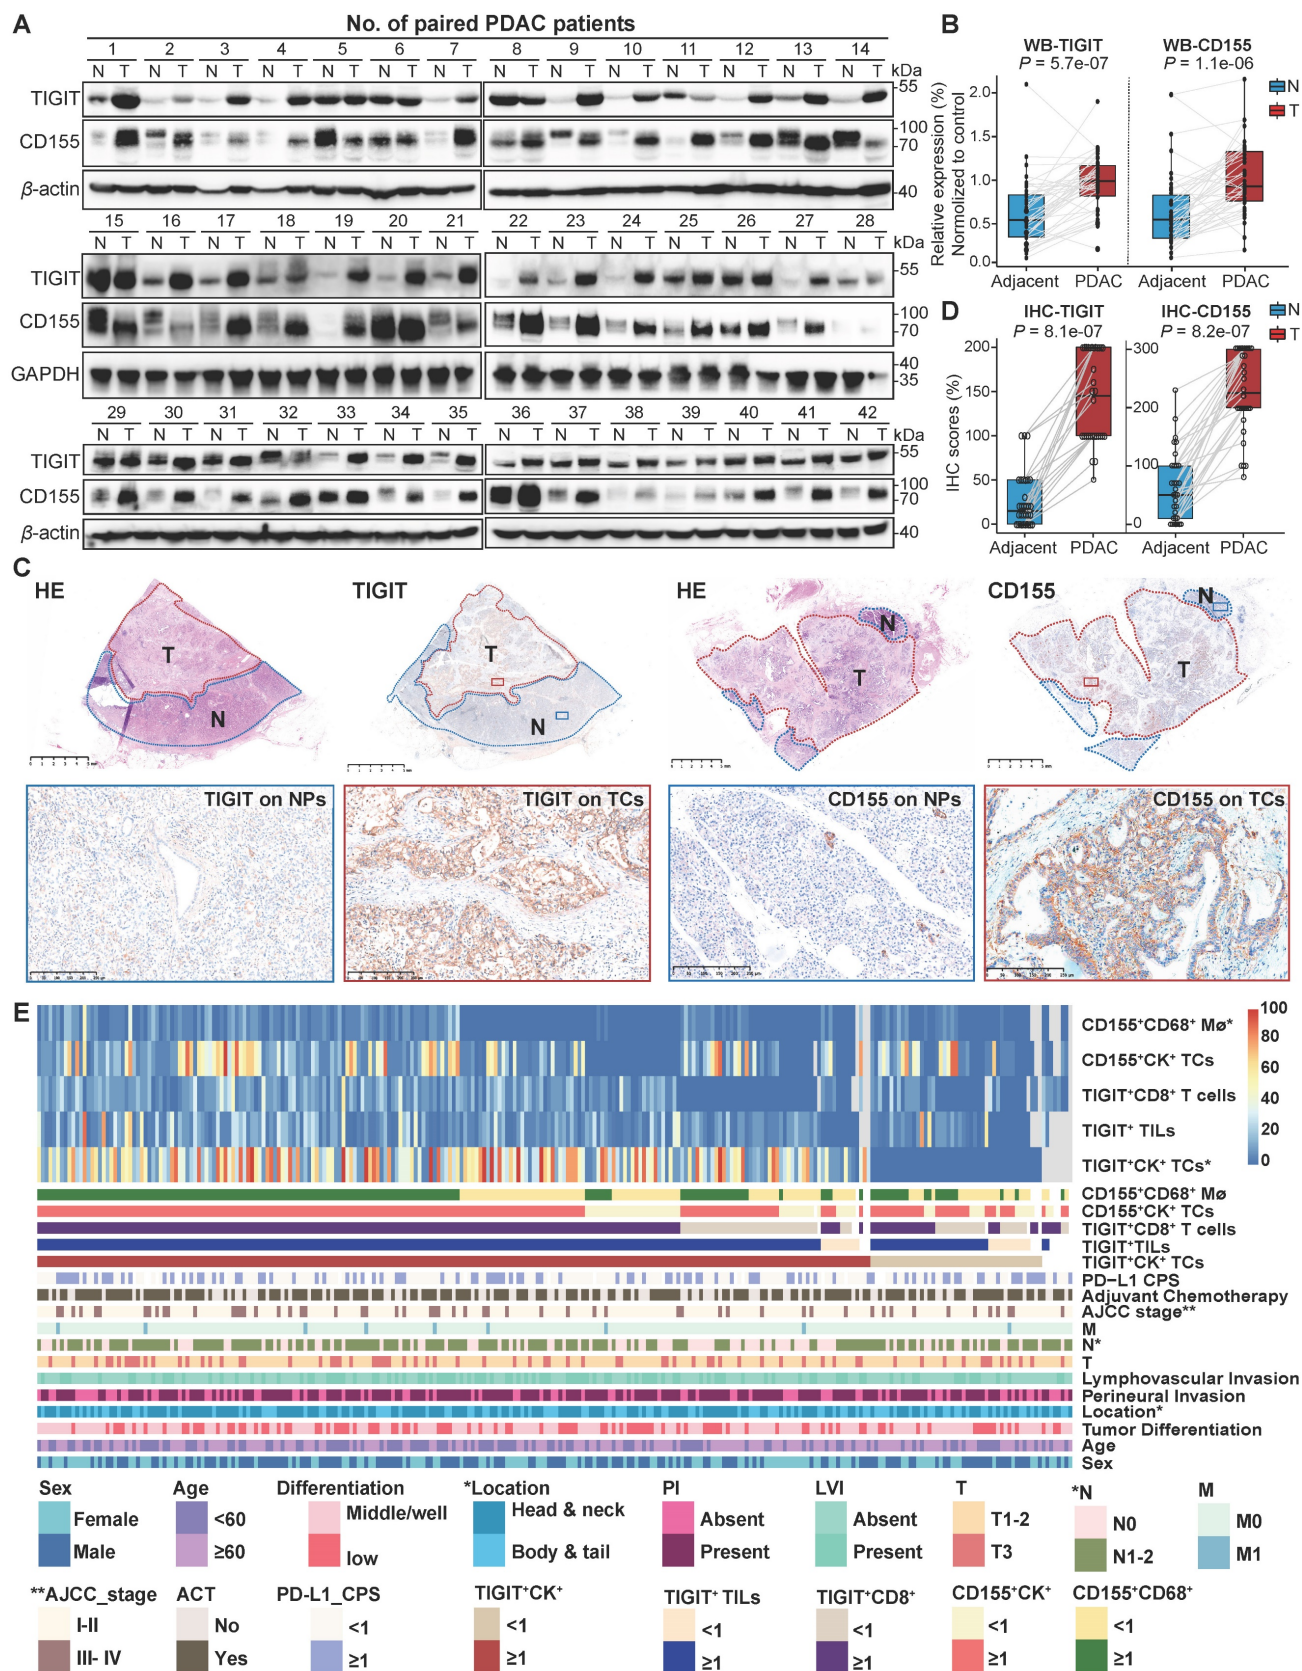 A
No. of paired PDAC patients
1 2 3 4 5 6 7 8 9 10 11 12 13 14
N T N T N T N T N T N T N T N T N T N T N T N T N T N T kDa
TIGIT -55
CD155 -100
-70
β-actin -40
15 16 17 18 19 20 21 22 23 24 25 26 27 28
N T N T N T N T N T N T N T N T N T N T N T N T N T N T kDa
TIGIT -55
CD155 -100
-70
GAPDH -40
-35
29 30 31 32 33 34 35 36 37 38 39 40 41 42
N T N T N T N T N T N T N T N T N T N T N T N T N T N T kDa
TIGIT -55
CD155 -100
-70
β-actin -40
B
WB-TIGIT WB-CD155
P = 5.7e-07 P = 1.1e-06
N
T
Relative expression (%)
Normalized to control
2.0
1.5
1.0
0.5
0.0
Adjacent PDAC Adjacent PDAC
D
IHC-TIGIT IHC-CD155
P = 8.1e-07 P = 8.2e-07
N
T
IHC scores (%)
200
150
100
50
0
300
200
100
0
Adjacent PDAC Adjacent PDAC
C
HE TIGIT HE CD155
T N T N N T N T
TIGIT on NPs TIGIT on TCs CD155 on NPs CD155 on TCs
E
CD155⁺CD68⁺ Mø*
CD155⁺CK⁺ TCs
TIGIT⁺CD8⁺ T cells
TIGIT⁺ TILs
TIGIT⁺CK⁺ TCs*
100
80
60
40
20
0
CD155⁺CD68⁺ Mø
CD155⁺CK⁺ TCs
TIGIT⁺CD8⁺ T cells
TIGIT⁺TILs
TIGIT⁺CK⁺ TCs
PD-L1 CPS
Adjuvant Chemotherapy
AJCC stage**
M
N*
T
Lymphovascular Invasion
Perineural Invasion
Location*
Tumor Differentiation
Age
Sex
Sex Age Differentiation *Location PI LVI T *N M
Female <60 Middle/well Head & neck Absent Absent T1-2 N0 M0
Male ≥60 low Body & tail Present Present T3 N1-2 M1
**AJCC_stage ACT PD-L1_CPS TIGIT⁺CK⁺ TIGIT⁺ TILs TIGIT⁺CD8⁺ CD155⁺CK⁺ CD155⁺CD68⁺
I-II No <1 <1 <1 <1 <1 <1
III- IV Yes ≥1 ≥1 ≥1 ≥1 ≥1 ≥1